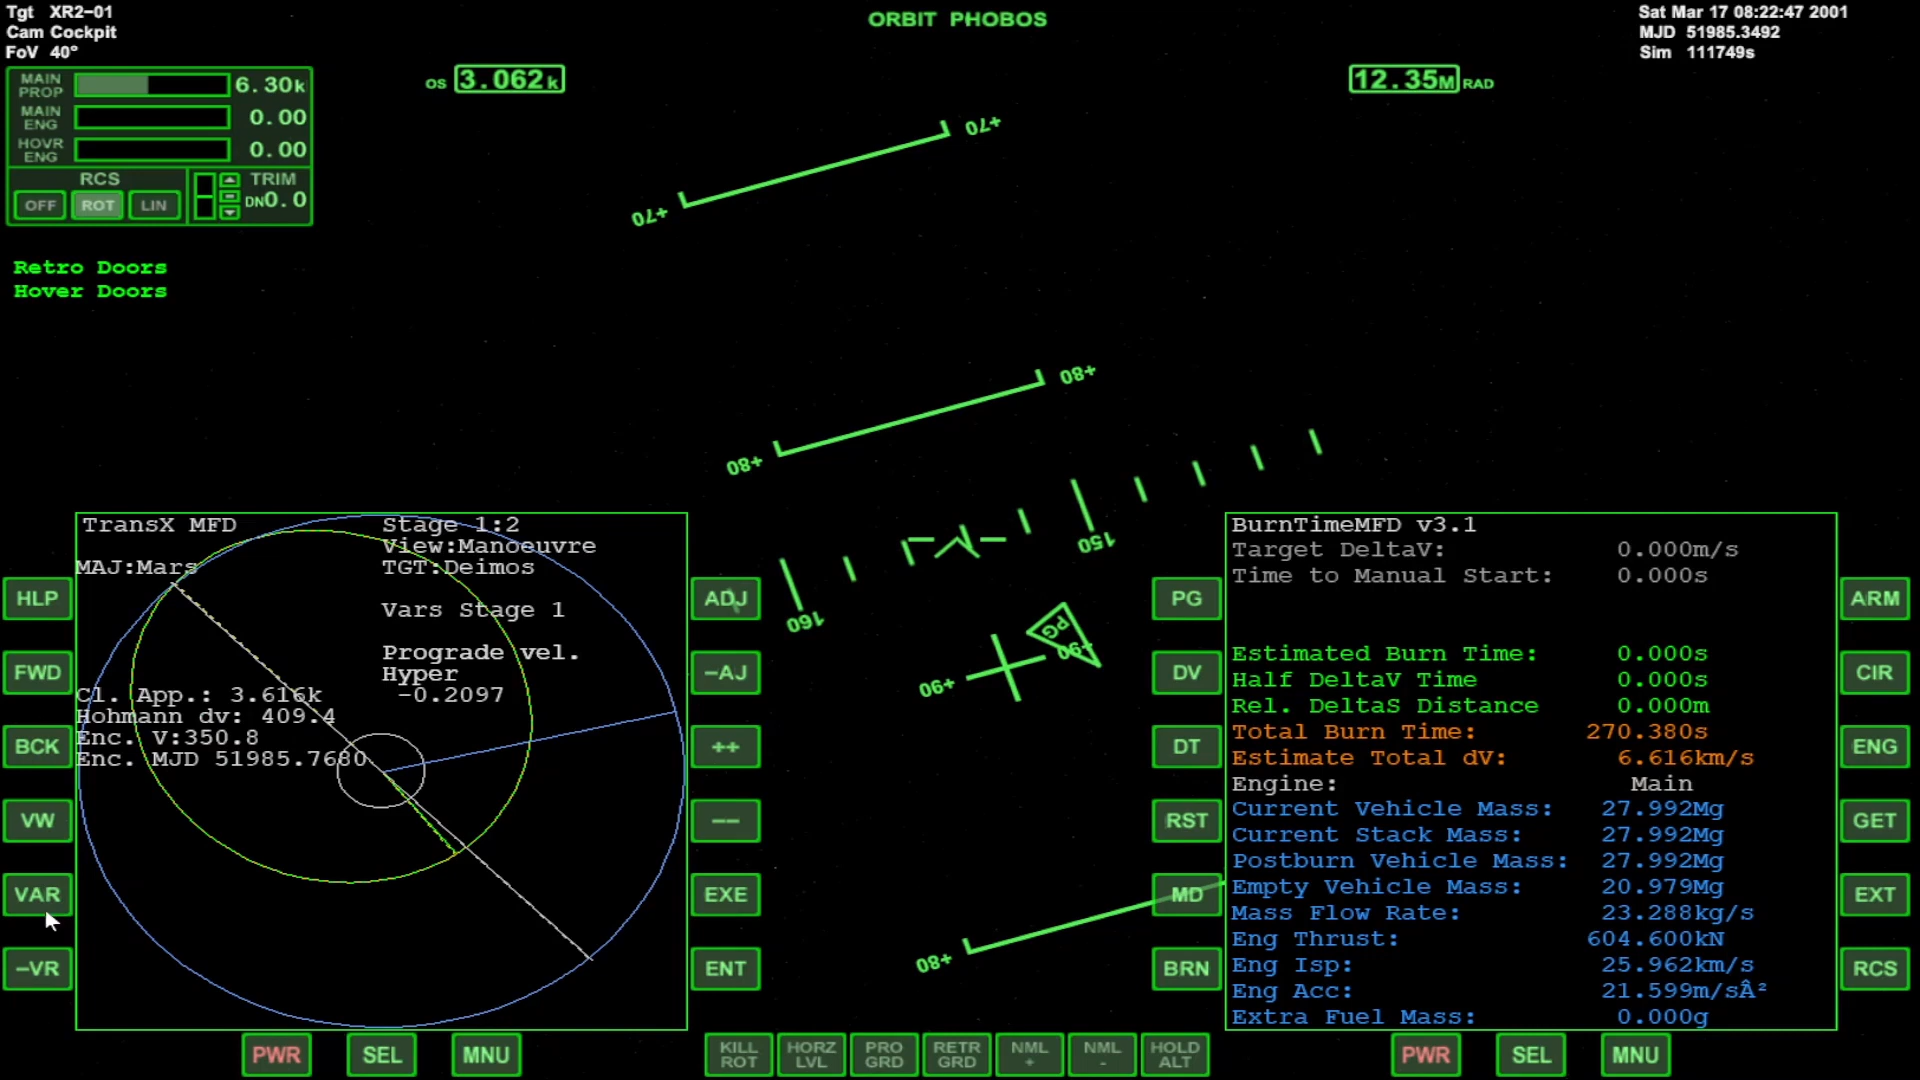 Tgt XR2-01
Cam Cockpit
FoV 40°
ORBIT PHOBOS
Sat Mar 17 08:22:47 2001
MJD 51985.3492
Sim 111749s
MAIN PROP 6.30k
MAIN ENG 0.00
HOVR ENG 0.00
RCS
OFF ROT LIN
TRIM
DN0.0
OS 3.062k
12.35M RAD
Retro Doors
Hover Doors
+70 +70
+80 +80
150
160
PG
+90 +90
+80
TransX MFD
Stage 1:2
View:Manoeuvre
MAJ:Mars
TGT:Deimos
Vars Stage 1
Prograde vel.
Hyper
-0.2097
Cl. App.: 3.616k
Hohmann dv: 409.4
Enc. V:350.8
Enc. MJD 51985.7680
HLP
FWD
BCK
VW
VAR
-VR
ADJ
-AJ
++
--
EXE
ENT
PWR SEL MNU
KILL ROT
HORZ LVL
PRO GRD
RETR GRD
NML +
NML -
HOLD ALT
PG
DV
DT
RST
MD
BRN
BurnTimeMFD v3.1
Target DeltaV: 0.000m/s
Time to Manual Start: 0.000s
Estimated Burn Time: 0.000s
Half DeltaV Time 0.000s
Rel. DeltaS Distance 0.000m
Total Burn Time: 270.380s
Estimate Total dV: 6.616km/s
Engine: Main
Current Vehicle Mass: 27.992Mg
Current Stack Mass: 27.992Mg
Postburn Vehicle Mass: 27.992Mg
Empty Vehicle Mass: 20.979Mg
Mass Flow Rate: 23.288kg/s
Eng Thrust: 604.600kN
Eng Isp: 25.962km/s
Eng Acc: 21.599m/sÂ²
Extra Fuel Mass: 0.000g
ARM
CIR
ENG
GET
EXT
RCS
PWR SEL MNU